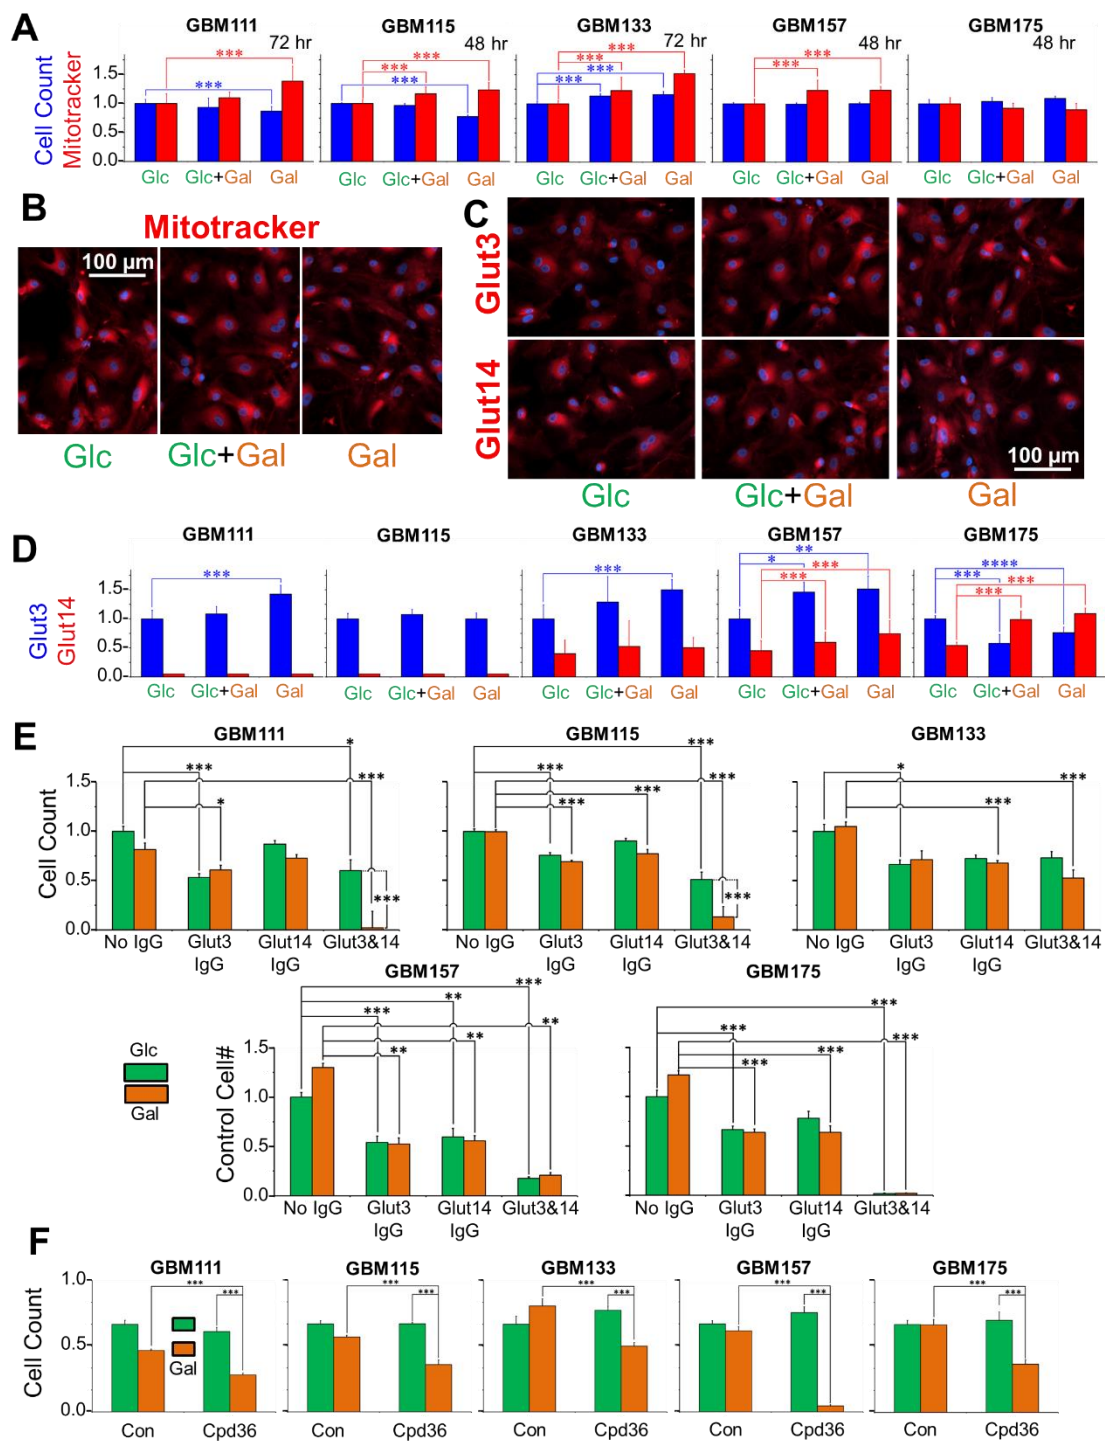 A
GBM111 GBM115 GBM133 GBM157 GBM175
72 hr 48 hr 72 hr 48 hr 48 hr
Cell Count
Mitotracker
1.5
1.0
0.5
0.0
*** *** *** *** *** *** *** *** *** *** ***
Glc Glc+Gal Gal Glc Glc+Gal Gal Glc Glc+Gal Gal Glc Glc+Gal Gal Glc Glc+Gal Gal
B
Mitotracker
100 µm
Glc Glc+Gal Gal
C
Glut3
Glut14
100 µm
Glc Glc+Gal Gal
D
GBM111 GBM115 GBM133 GBM157 GBM175
Glut3
Glut14
1.5
1.0
0.5
0.0
*** *** ** * *** *** **** *** *** ***
Glc Glc+Gal Gal Glc Glc+Gal Gal Glc Glc+Gal Gal Glc Glc+Gal Gal Glc Glc+Gal Gal
E
GBM111 GBM115 GBM133
Cell Count
1.5
1.0
0.5
0.0
* *** *** * ***
*** *** *** *** ***
* *** ***
No IgG Glut3 IgG Glut14 IgG Glut3&14
No IgG Glut3 IgG Glut14 IgG Glut3&14
No IgG Glut3 IgG Glut14 IgG Glut3&14
GBM157 GBM175
Glc
Gal
Control Cell#
1.5
1.0
0.5
0.0
*** ** *** ** ** **
*** *** *** *** ***
No IgG Glut3 IgG Glut14 IgG Glut3&14
No IgG Glut3 IgG Glut14 IgG Glut3&14
F
GBM111 GBM115 GBM133 GBM157 GBM175
Cell Count
1.0
0.5
0.0
*** *** *** *** *** *** *** *** *** ***
Gal
Con Cpd36 Con Cpd36 Con Cpd36 Con Cpd36 Con Cpd36